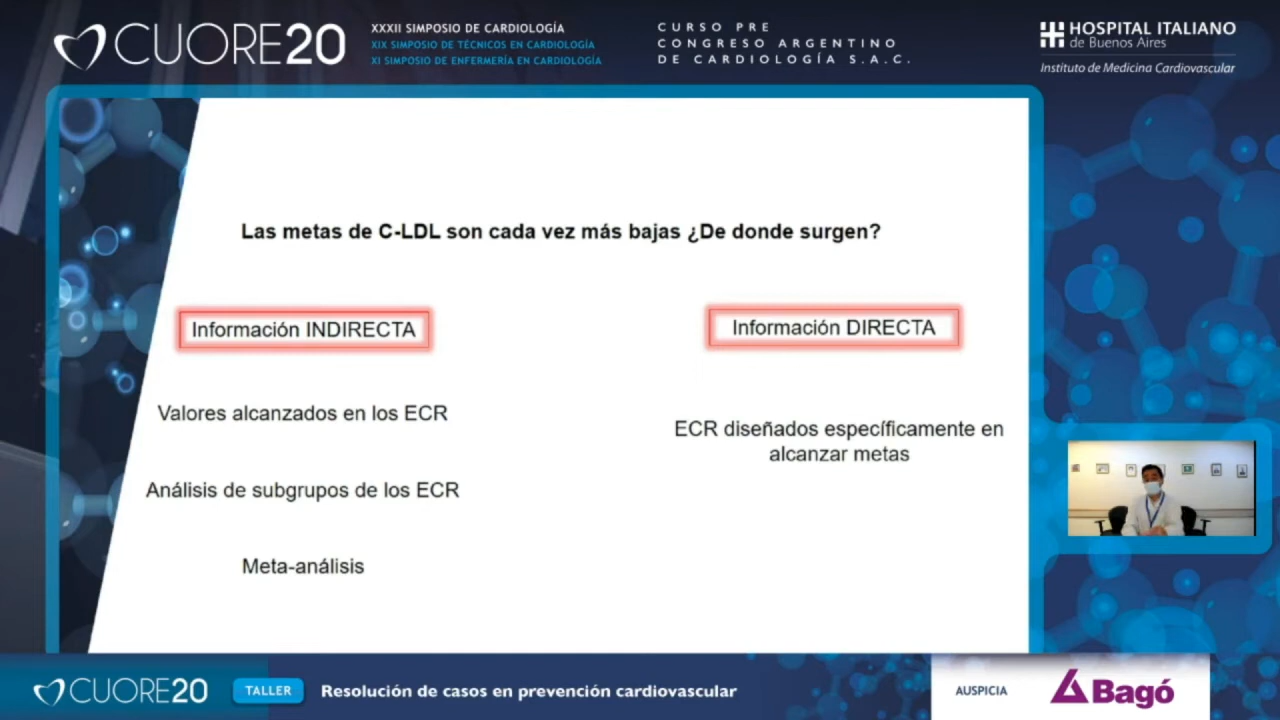 CUORE20
XXXII SIMPOSIO DE CARDIOLOGÍA
XIX SIMPOSIO DE TÉCNICOS EN CARDIOLOGÍA
XI SIMPOSIO DE ENFERMERÍA EN CARDIOLOGÍA
CURSO PRE
CONGRESO ARGENTINO
DE CARDIOLOGÍA S.A.C.
HOSPITAL ITALIANO
de Buenos Aires
Instituto de Medicina Cardiovascular
Las metas de C-LDL son cada vez más bajas ¿De donde surgen?
Información INDIRECTA
Información DIRECTA
Valores alcanzados en los ECR
ECR diseñados específicamente en
alcanzar metas
Análisis de subgrupos de los ECR
Meta-análisis
CUORE20
TALLER
Resolución de casos en prevención cardiovascular
AUSPICIA
Bagó